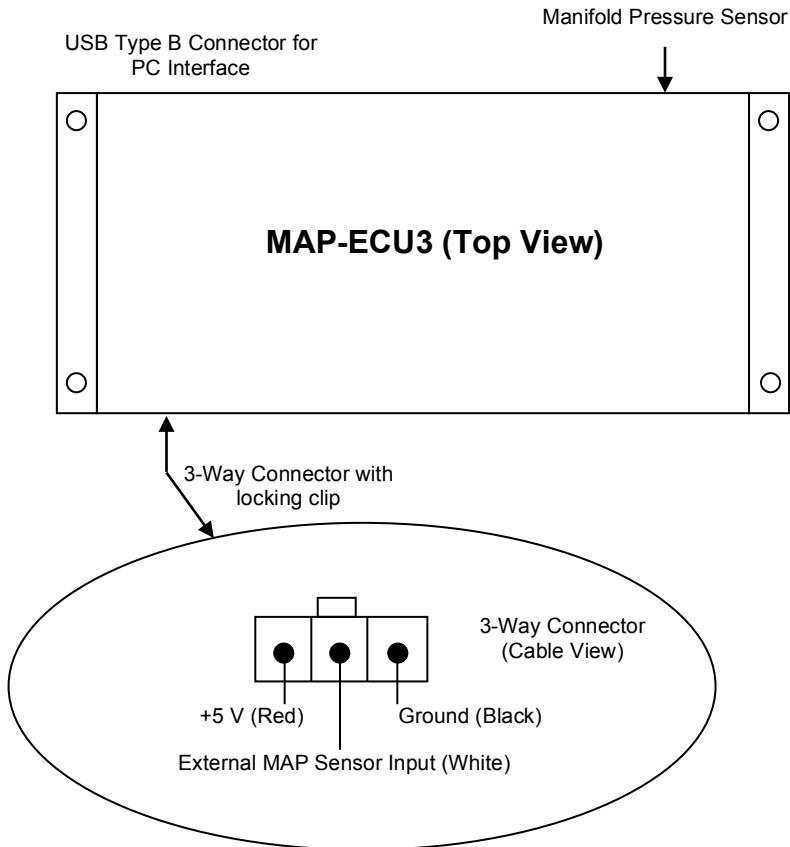 Manifold Pressure Sensor
USB Type B Connector for
PC Interface
MAP-ECU3 (Top View)
3-Way Connector with
locking clip
3-Way Connector
(Cable View)
+5 V (Red)
Ground (Black)
External MAP Sensor Input (White)